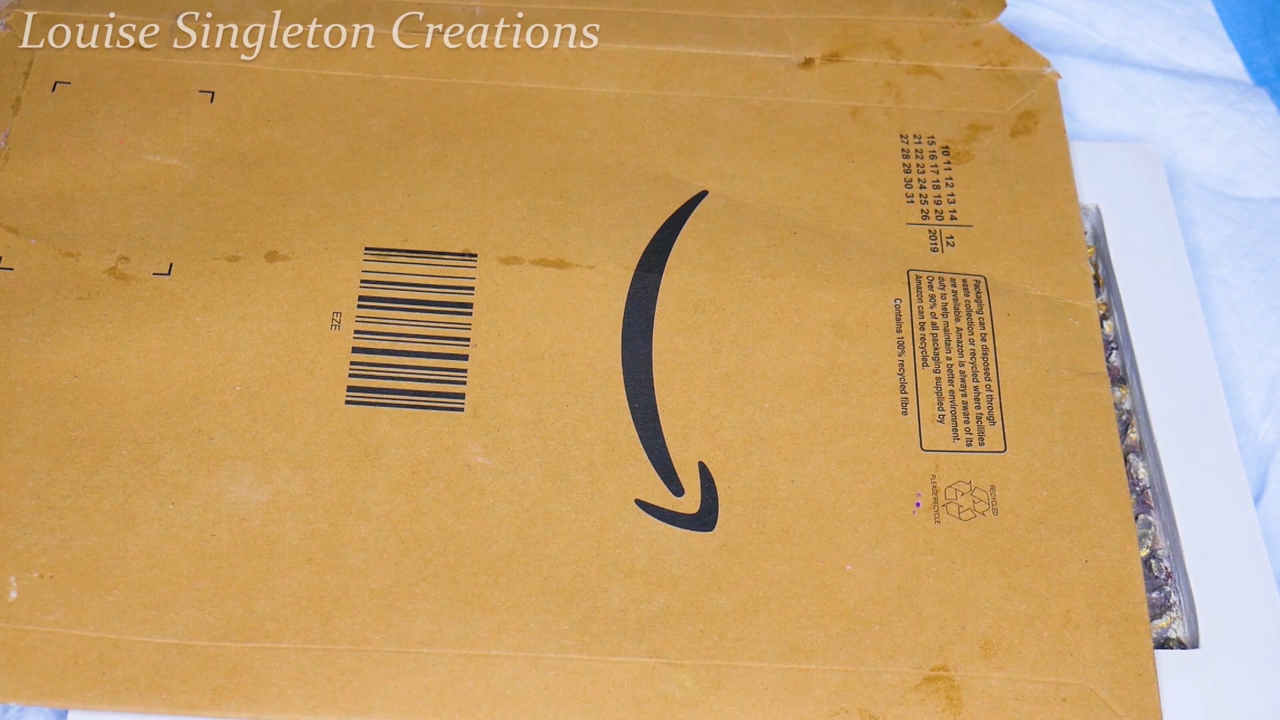 Louise Singleton Creations
10 11 12 13 14
15 16 17 18 19 20
21 22 23 24 25 26
27 28 29 30 31
12
2019
Packaging can be disposed of through
waste collection or recycled where facilities
are available. Amazon is always aware of its
duty to help maintain a better environment.
Over 90% of all packaging supplied by
Amazon can be recycled.
Contains 100% recycled fibre
RECYCLED
PLEASE RECYCLE
EZE